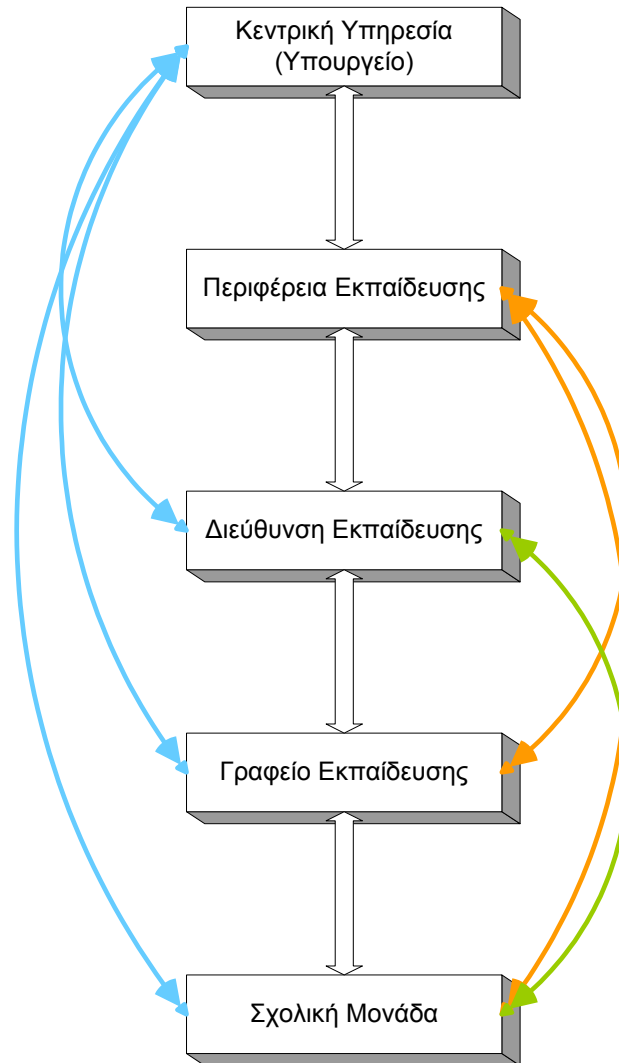 Κεντρική Υπηρεσία
(Υπουργείο)
Περιφέρεια Εκπαίδευσης
Διεύθυνση Εκπαίδευσης
Γραφείο Εκπαίδευσης
Σχολική Μονάδα